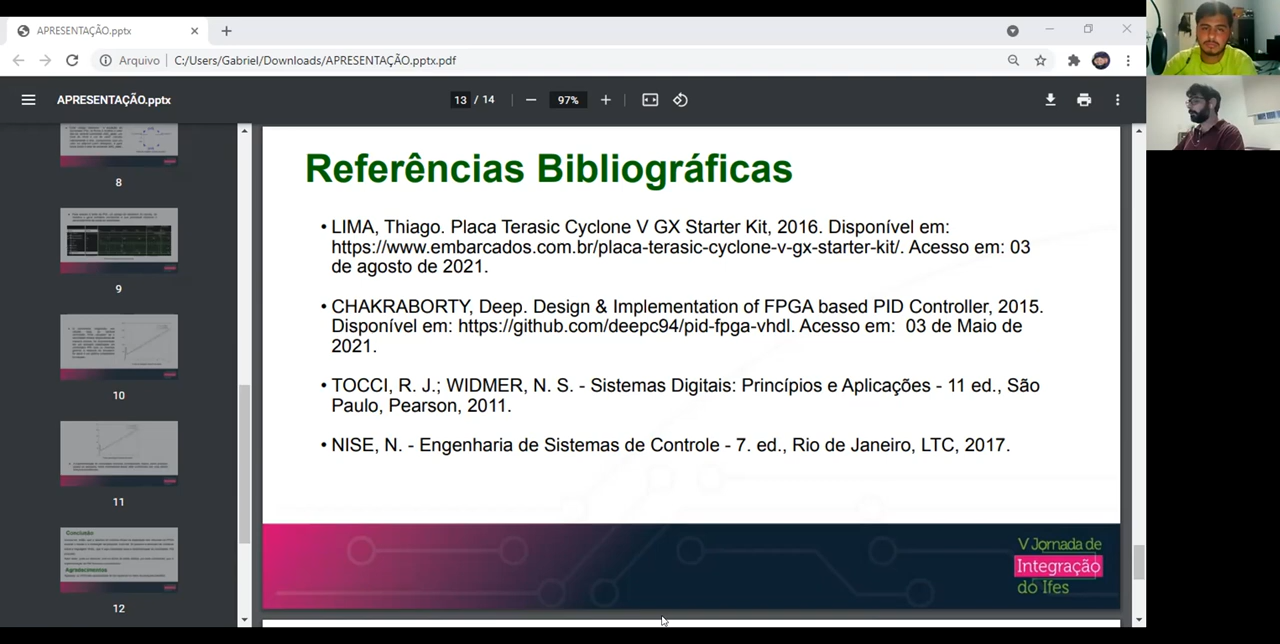 APRESENTAÇÃO.pptx
Arquivo
C:/Users/Gabriel/Downloads/APRESENTAÇÃO.pptx.pdf
APRESENTAÇÃO.pptx
13 / 14
97%
8
9
10
11
Conclusão
Agradecimentos
12
Referências Bibliográficas
• LIMA, Thiago. Placa Terasic Cyclone V GX Starter Kit, 2016. Disponível em:
https://www.embarcados.com.br/placa-terasic-cyclone-v-gx-starter-kit/. Acesso em: 03
de agosto de 2021.
• CHAKRABORTY, Deep. Design & Implementation of FPGA based PID Controller, 2015.
Disponível em: https://github.com/deepc94/pid-fpga-vhdl. Acesso em: 03 de Maio de
2021.
• TOCCI, R. J.; WIDMER, N. S. - Sistemas Digitais: Princípios e Aplicações - 11 ed., São
Paulo, Pearson, 2011.
• NISE, N. - Engenharia de Sistemas de Controle - 7. ed., Rio de Janeiro, LTC, 2017.
V Jornada de
Integração
do Ifes